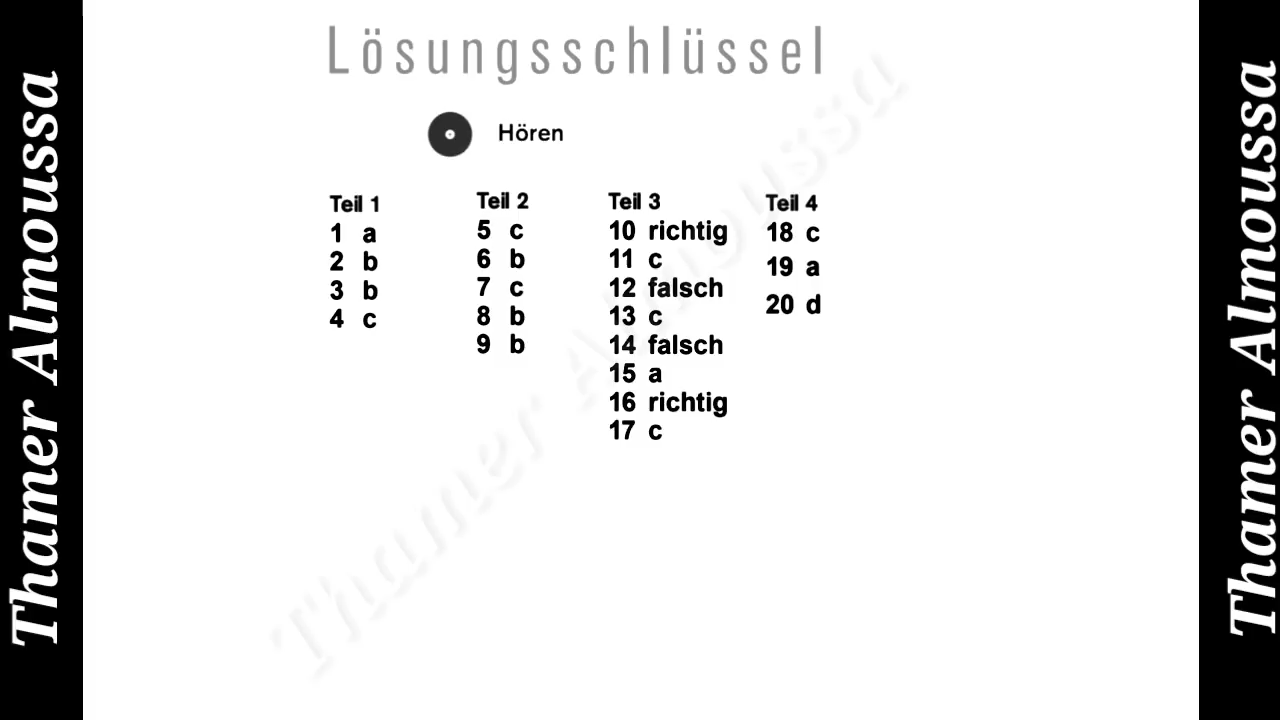 Lösungsschlüssel
Hören
Teil 1
1 a
2 b
3 b
4 c
Teil 2
5 c
6 b
7 c
8 b
9 b
Teil 3
10 richtig
11 c
12 falsch
13 c
14 falsch
15 a
16 richtig
17 c
Teil 4
18 c
19 a
20 d
Thamer Almoussa
Thamer Almoussa
Thamer Almoussa